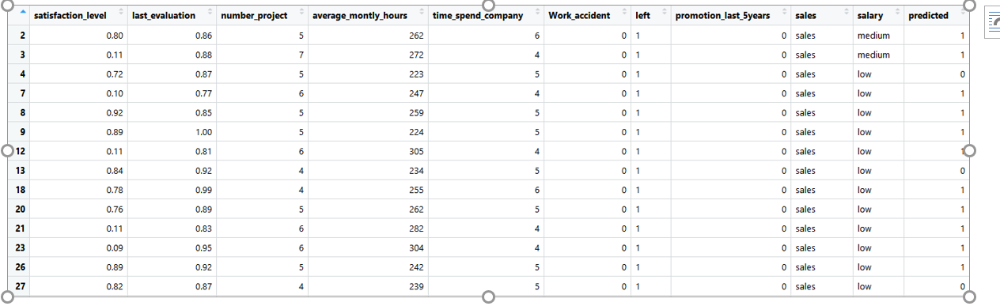 satisfaction_level last_evaluation number_project average_montly_hours time_spend_company Work_accident left promotion_last_5years sales salary predicted
2 0.80 0.86 5 262 6 0 1 0 sales medium 1
3 0.11 0.88 7 272 4 0 1 0 sales medium 1
4 0.72 0.87 5 223 5 0 1 0 sales low 0
7 0.10 0.77 6 247 4 0 1 0 sales low 1
8 0.92 0.85 5 259 5 0 1 0 sales low 1
9 0.89 1.00 5 224 5 0 1 0 sales low 1
12 0.11 0.81 6 305 4 0 1 0 sales low 1
13 0.84 0.92 4 234 5 0 1 0 sales low 0
18 0.78 0.99 4 255 6 0 1 0 sales low 1
20 0.76 0.89 5 262 5 0 1 0 sales low 1
21 0.11 0.83 6 282 4 0 1 0 sales low 1
23 0.09 0.95 6 304 4 0 1 0 sales low 1
26 0.89 0.92 5 242 5 0 1 0 sales low 1
27 0.82 0.87 4 239 5 0 1 0 sales low 0